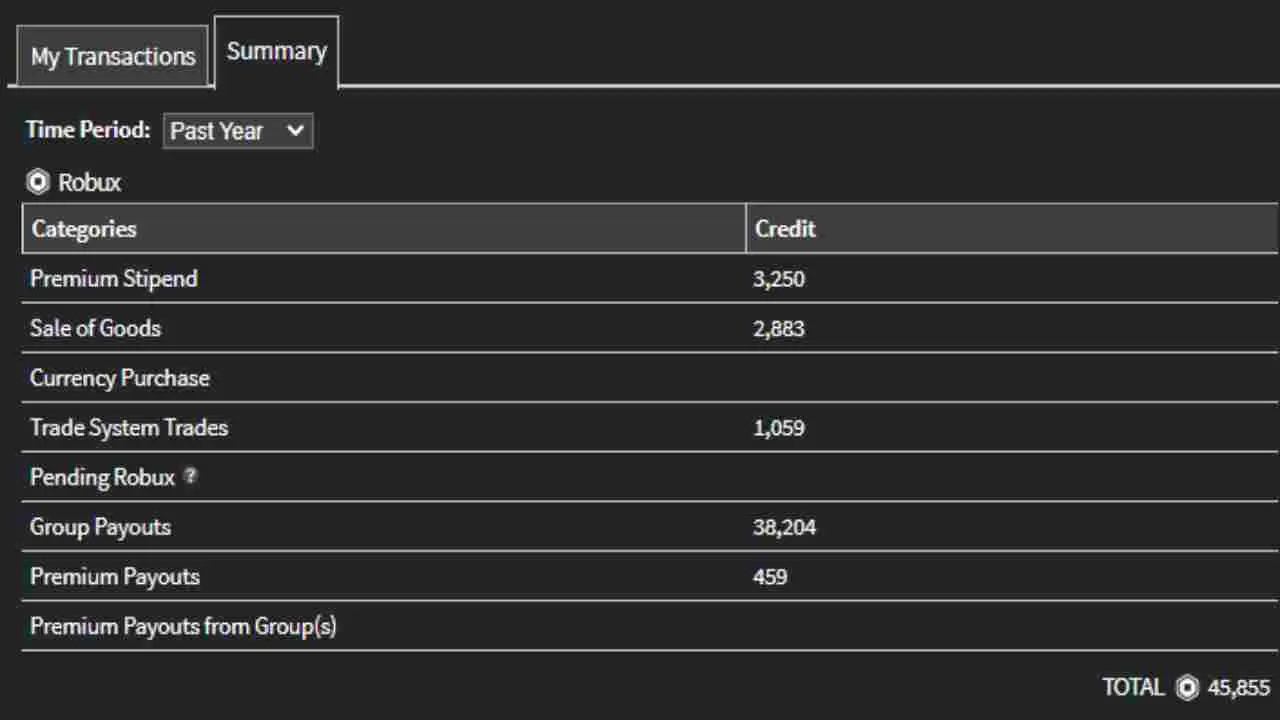 My Transactions Summary
Time Period: Past Year
Robux
Categories Credit
Premium Stipend 3,250
Sale of Goods 2,883
Currency Purchase
Trade System Trades 1,059
Pending Robux ?
Group Payouts 38,204
Premium Payouts 459
Premium Payouts from Group(s)
TOTAL 45,855